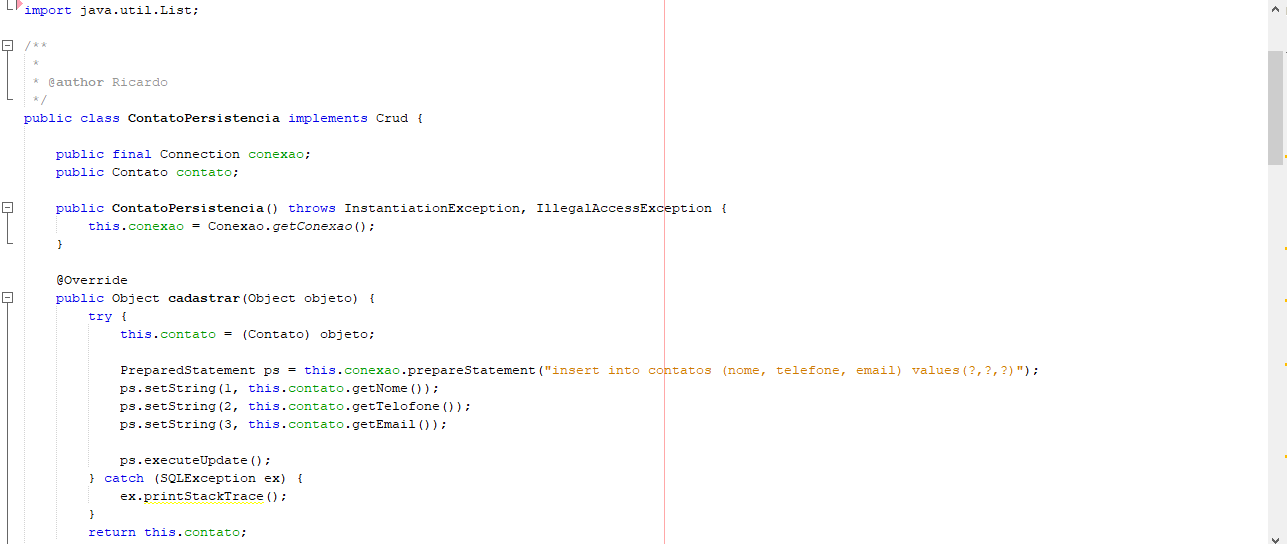 import java.util.List;
/**
*
* @author Ricardo
*/
public class ContatoPersistencia implements Crud {
public final Connection conexao;
public Contato contato;
public ContatoPersistencia() throws InstantiationException, IllegalAccessException {
this.conexao = Conexao.getConexao();
}
@Override
public Object cadastrar(Object objeto) {
try {
this.contato = (Contato) objeto;
PreparedStatement ps = this.conexao.prepareStatement("insert into contatos (nome, telefone, email) values(?,?,?)");
ps.setString(1, this.contato.getNome());
ps.setString(2, this.contato.getTelofone());
ps.setString(3, this.contato.getEmail());
ps.executeUpdate();
} catch (SQLException ex) {
ex.printStackTrace();
}
return this.contato;